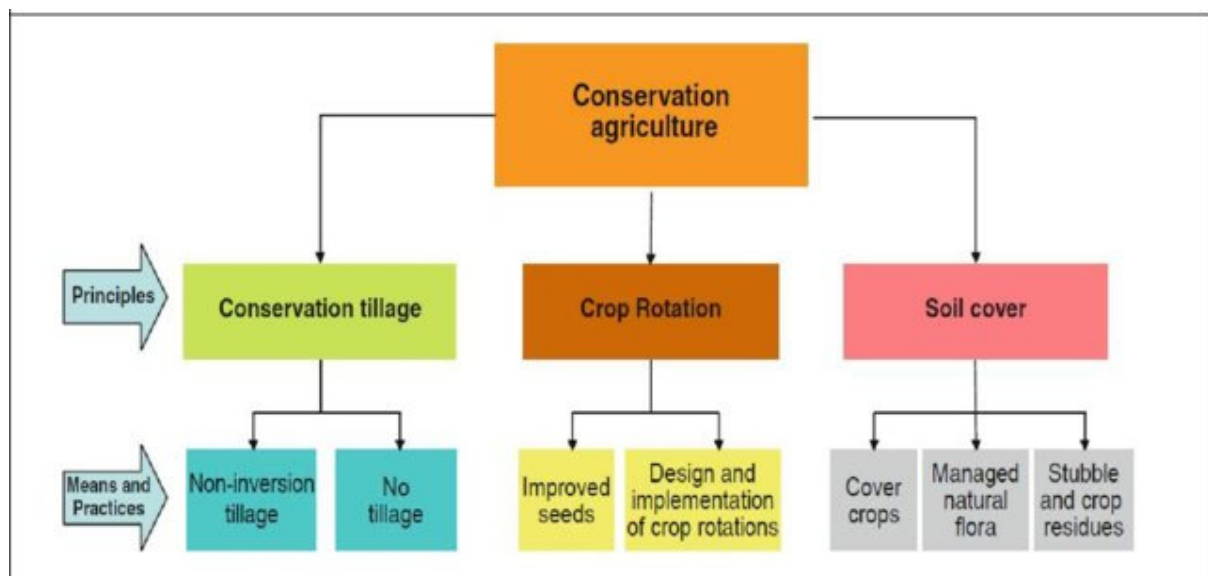 Conservation
agriculture
Principles
Conservation tillage
Crop Rotation
Soil cover
Means and
Practices
Non-inversion
tillage
No
tillage
Improved
seeds
Design and
implementation
of crop rotations
Cover
crops
Managed
natural
flora
Stubble
and crop
residues